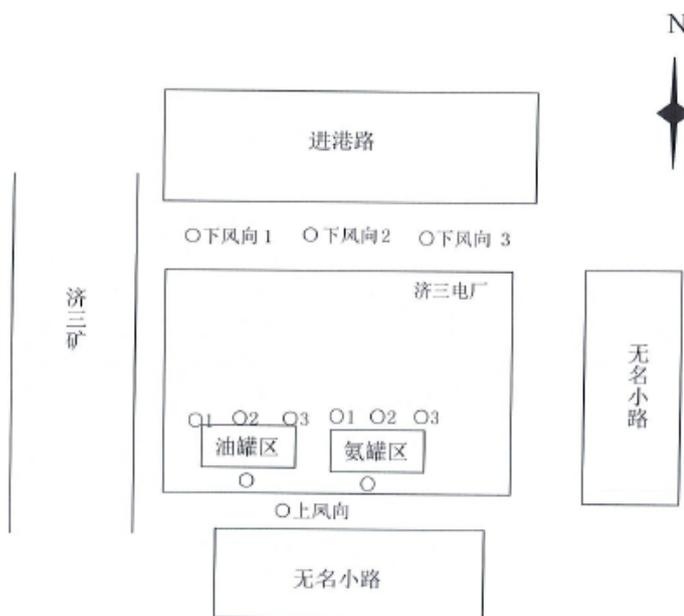 N
进港路
○下风向1 ○下风向2 ○下风向 3
济三电厂
济三矿
无名小路
○1 ○2 ○3 ○1 ○2 ○3
油罐区 氨罐区
○上风向
无名小路